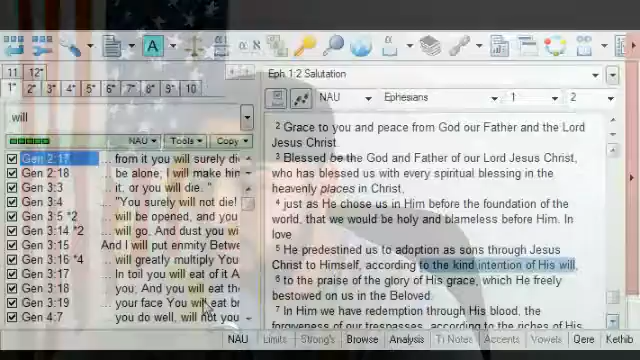 11 12*
Eph 1:2 Salutation
1* 2* 3* 4* 5* 6* 7* 8* 9* 10
NAU Ephesians 1 2
will
NAU Tools Copy
Gen 2:17 ... from it you will surely di
Gen 2:18 ... be alone; I will make him
Gen 3:3 ... it. or you will die. "
Gen 3:4 ... "You surely will not die!
Gen 3:5 *2 ... will be opened, and you
Gen 3:14 *2 ... will go, And dust you wi
Gen 3:15 And I will put enmity Betwe
Gen 3:16 *4 ... will greatly multiply Your
Gen 3:17 ... In toil you will eat of it A
Gen 3:18 ... you; And you will eat the
Gen 3:19 ... your face You will eat br
Gen 4:7 ... you do well, will not you
2 Grace to you and peace from God our Father and the Lord
Jesus Christ.
3 Blessed be the God and Father of our Lord Jesus Christ,
who has blessed us with every spiritual blessing in the
heavenly places in Christ,
4 just as He chose us in Him before the foundation of the
world, that we would be holy and blameless before Him. In
love
5 He predestined us to adoption as sons through Jesus
Christ to Himself, according to the kind intention of His will,
6 to the praise of the glory of His grace, which He freely
bestowed on us in the Beloved.
7 In Him we have redemption through His blood, the
forgiveness of our trespasses, according to the riches of His
NAU Limits Strong's Browse Analysis T Notes Accents Vowels Qere Kethib